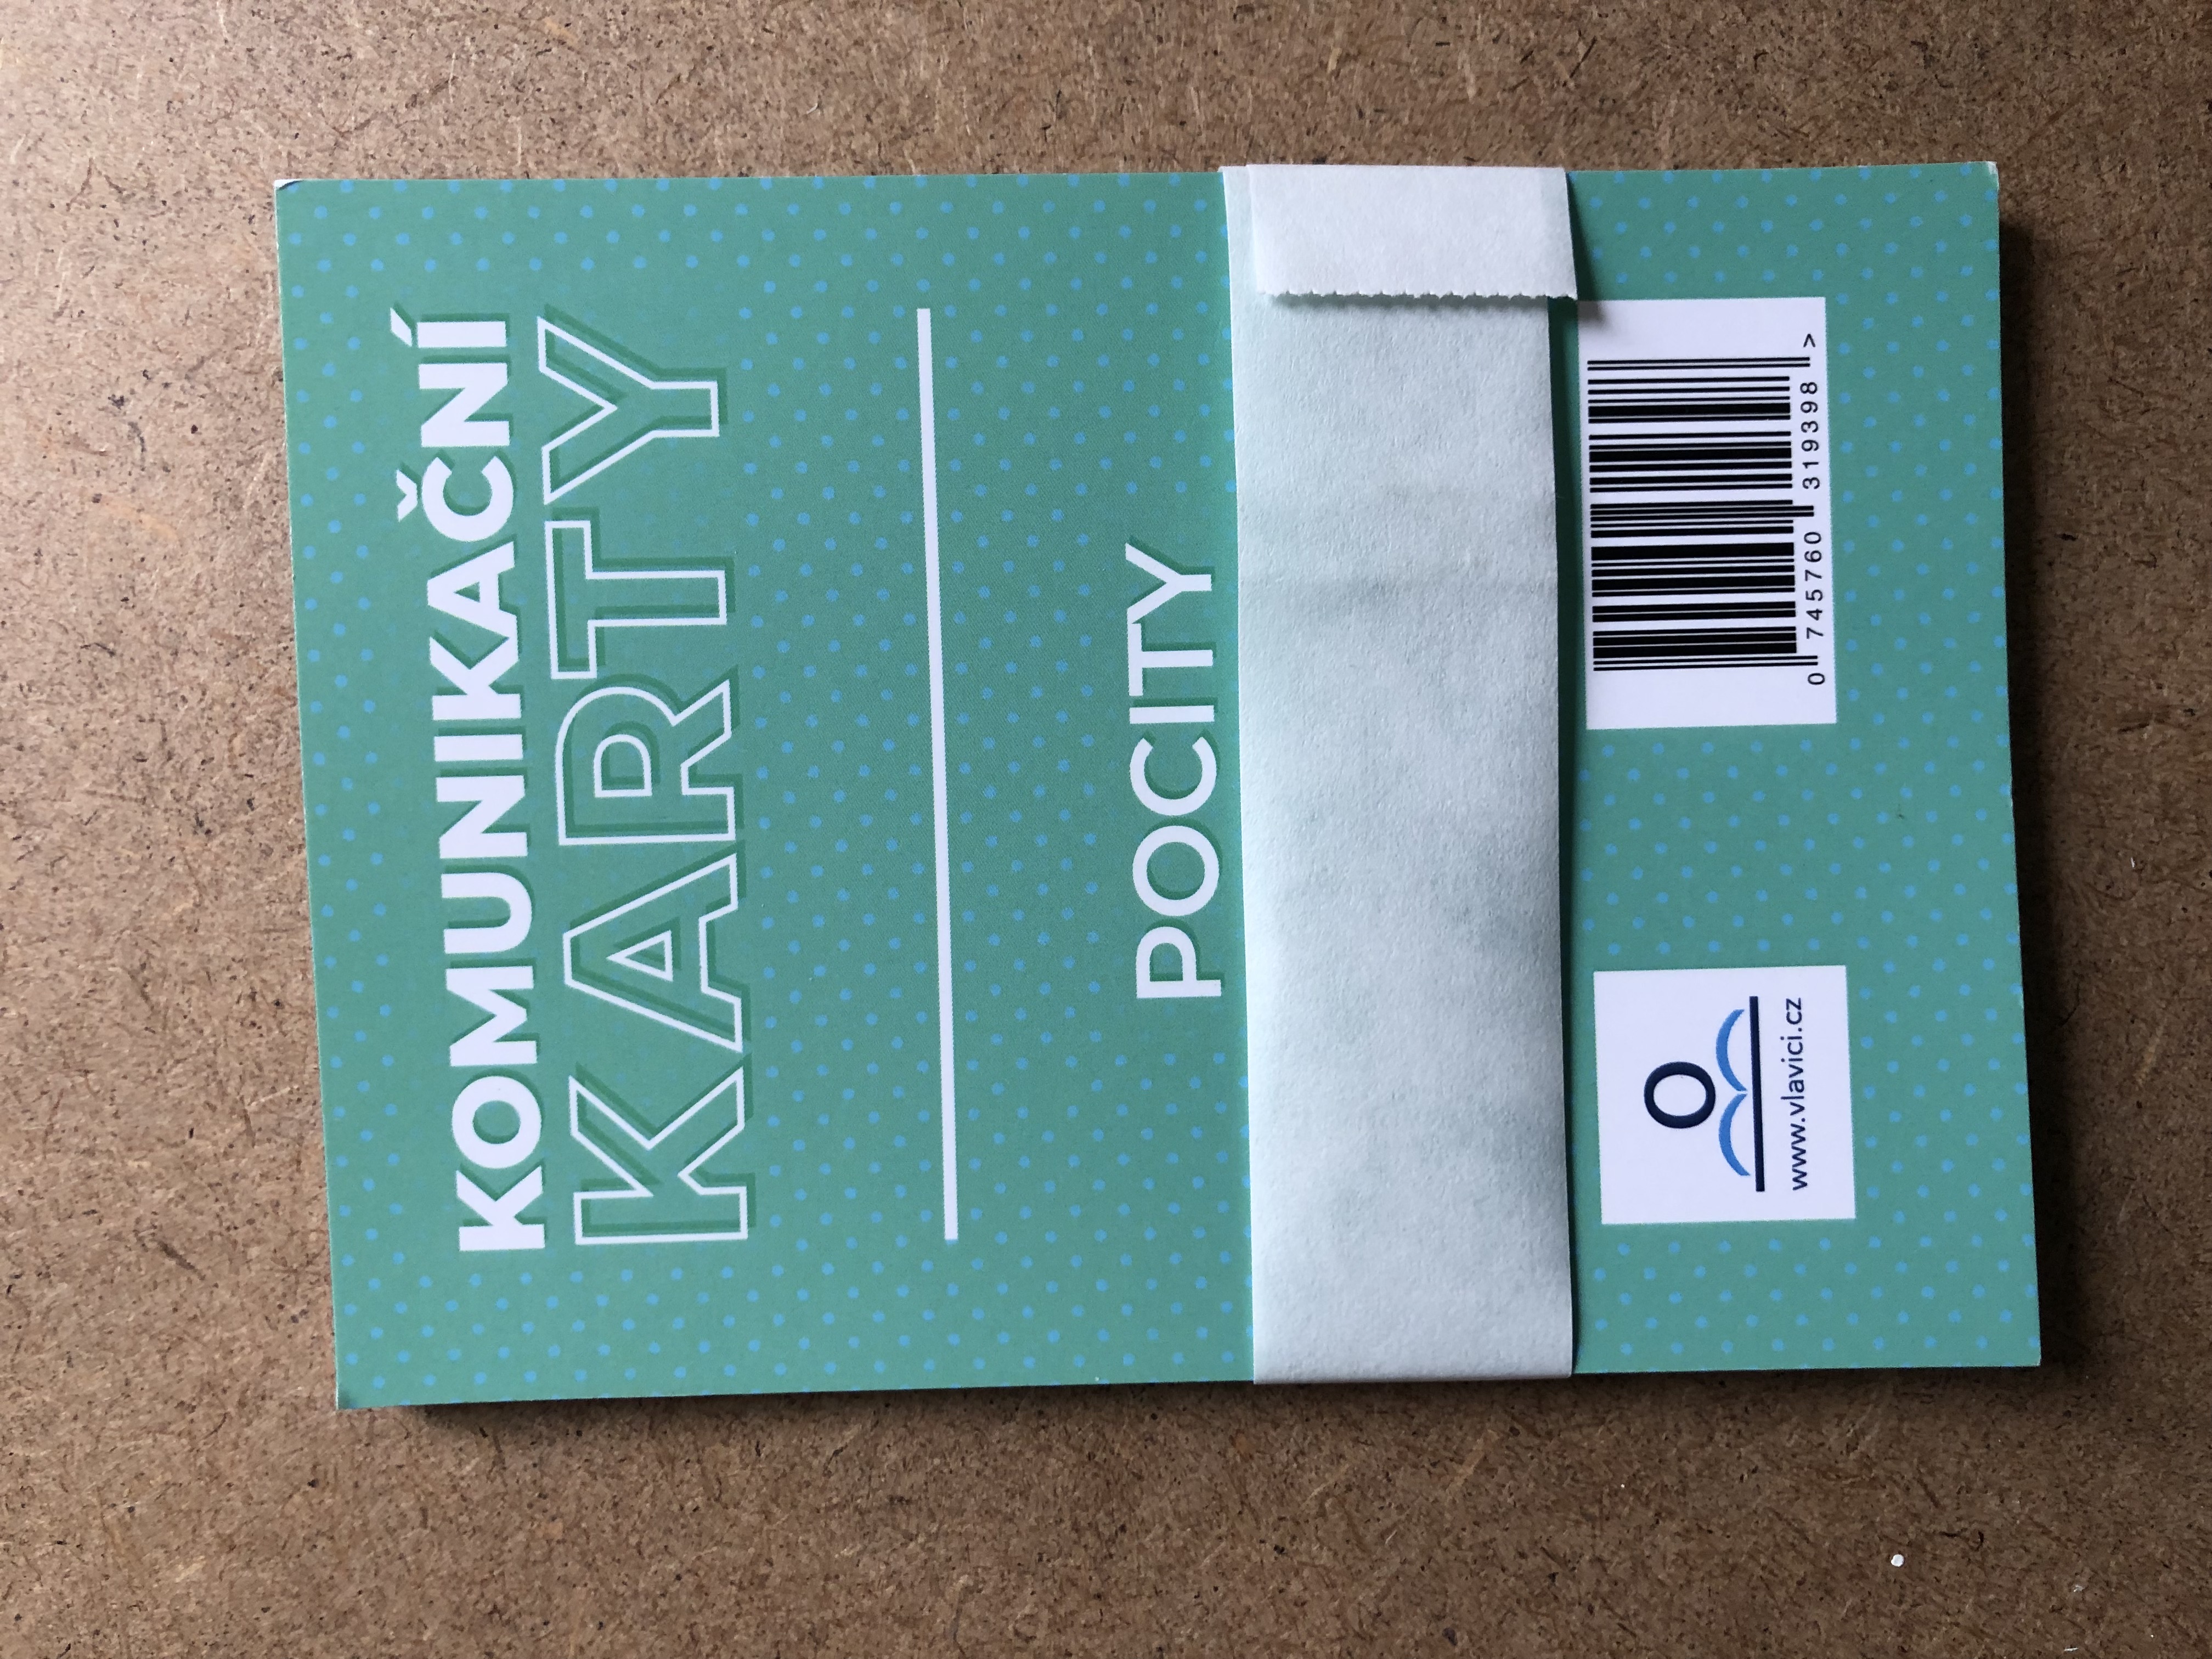 KOMUNIKAČNÍ
KARTY
POCITY
www.vlavici.cz
0 745760 319398 >